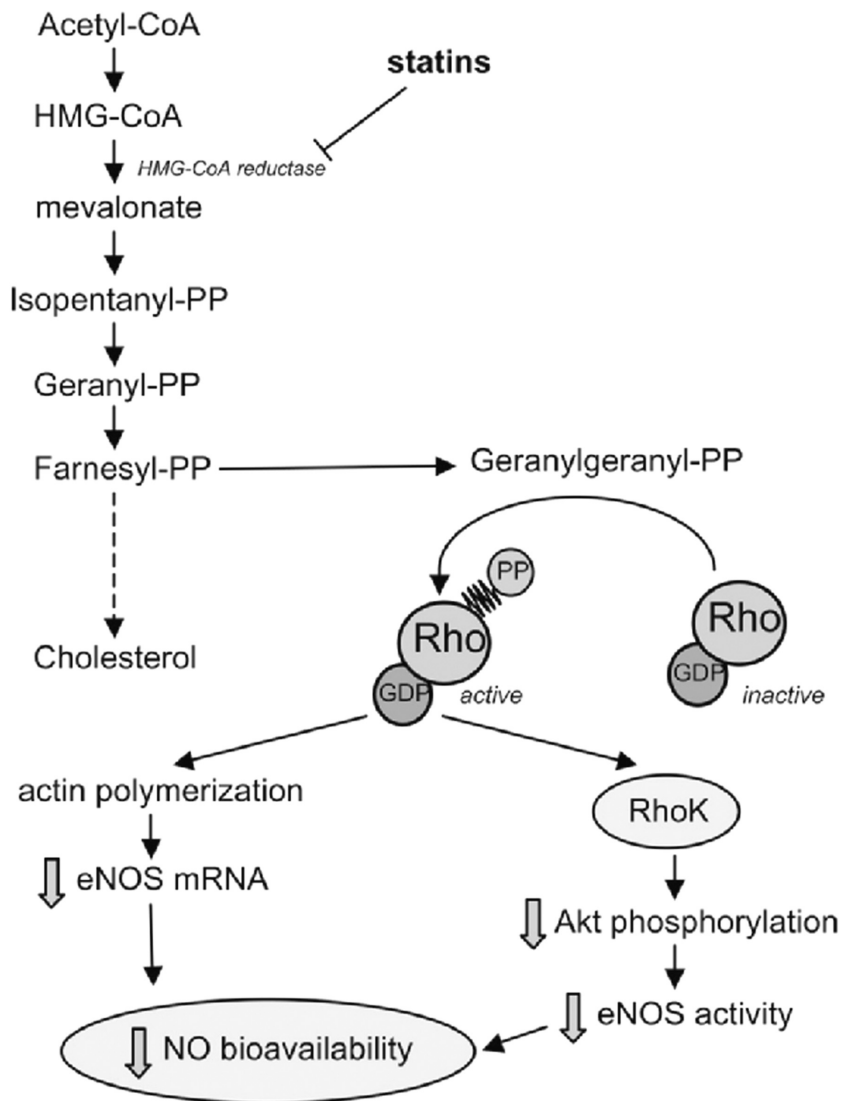 Acetyl-CoA
statins
HMG-CoA
HMG-CoA reductase
mevalonate
Isopentanyl-PP
Geranyl-PP
Farnesyl-PP
Geranylgeranyl-PP
PP
Rho
Rho
Cholesterol
GDP
active
GDP
inactive
actin polymerization
RhoK
eNOS mRNA
Akt phosphorylation
eNOS activity
NO bioavailability